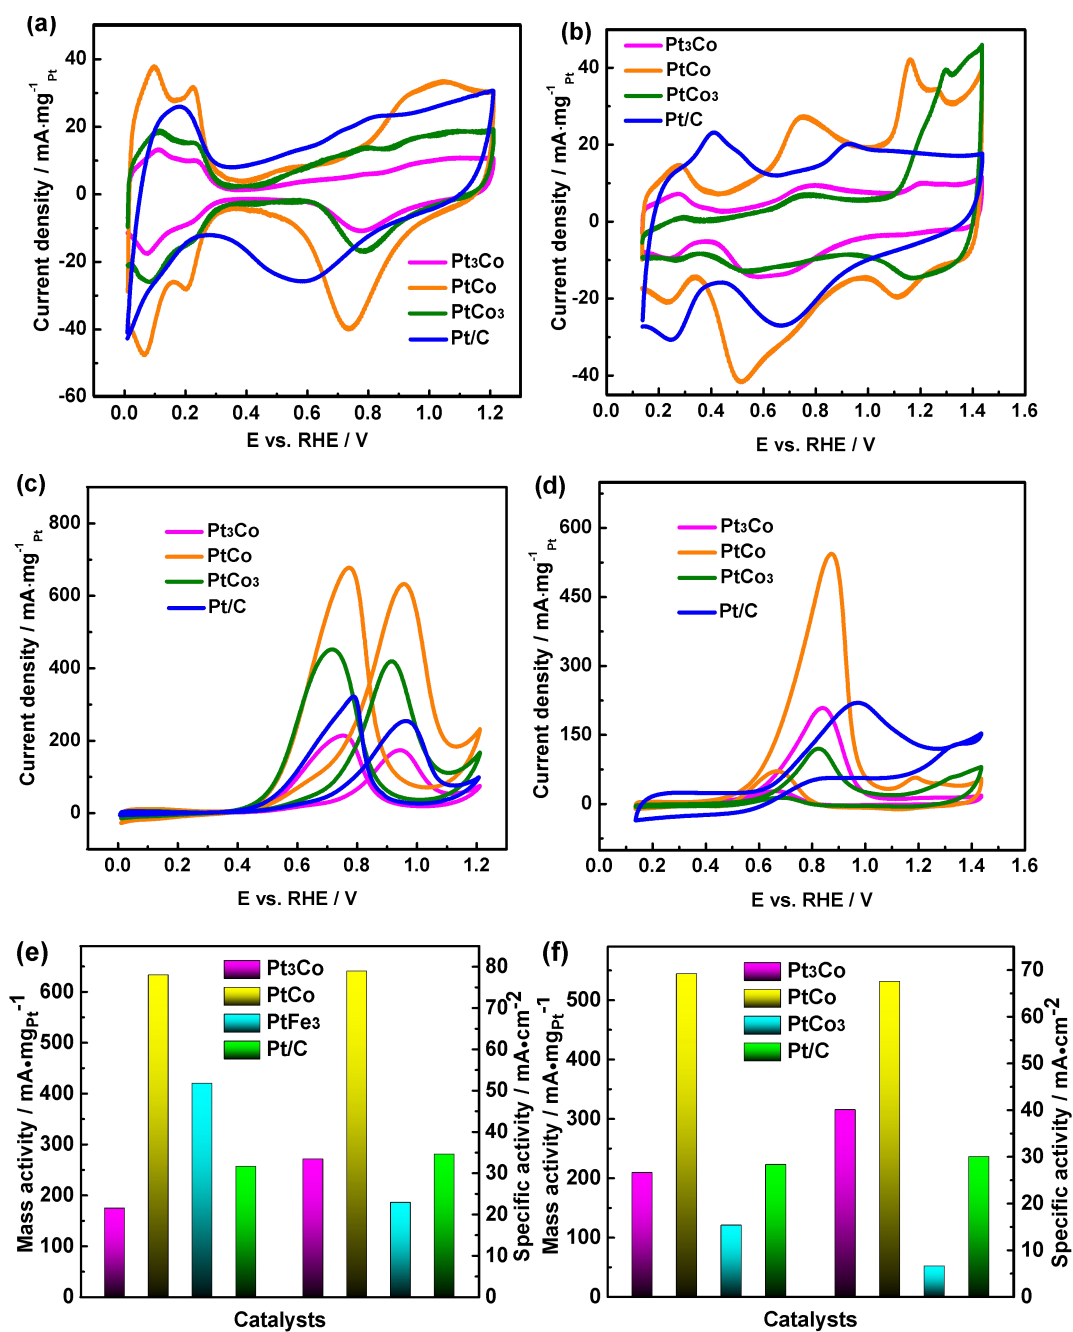 (a)
Current density / mA·mg⁻¹Pt
40
20
0
-20
-40
-60
0.0 0.2 0.4 0.6 0.8 1.0 1.2
E vs. RHE / V
Pt₃Co
PtCo
PtCo₃
Pt/C
(b)
Current density / mA·mg⁻¹Pt
40
20
0
-20
-40
0.0 0.2 0.4 0.6 0.8 1.0 1.2 1.4 1.6
E vs. RHE / V
Pt₃Co
PtCo
PtCo₃
Pt/C
(c)
Current density / mA·mg⁻¹Pt
800
600
400
200
0
0.0 0.2 0.4 0.6 0.8 1.0 1.2
E vs. RHE / V
Pt₃Co
PtCo
PtCo₃
Pt/C
(d)
Current density / mA·mg⁻¹Pt
600
450
300
150
0
0.0 0.2 0.4 0.6 0.8 1.0 1.2 1.4 1.6
E vs. RHE / V
Pt₃Co
PtCo
PtCo₃
Pt/C
(e)
Mass activity / mA•mgPt-1
600
500
400
300
200
100
0
Pt₃Co
PtCo
PtFe₃
Pt/C
80
70
60
50
40
30
20
10
0
Specific activity / mA•cm-2
Catalysts
(f)
Mass activity / mA•mgPt-1
500
400
300
200
100
0
Pt₃Co
PtCo
PtCo₃
Pt/C
70
60
50
40
30
20
10
0
Specific activity / mA•cm-2
Catalysts